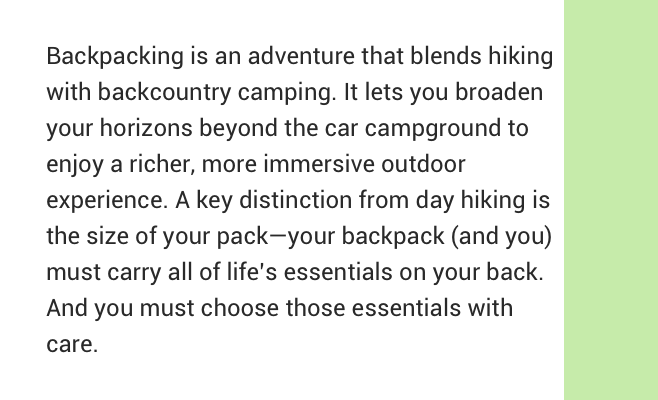 Backpacking is an adventure that blends hiking
with backcountry camping. It lets you broaden
your horizons beyond the car campground to
enjoy a richer, more immersive outdoor
experience. A key distinction from day hiking is
the size of your pack—your backpack (and you)
must carry all of life's essentials on your back.
And you must choose those essentials with
care.